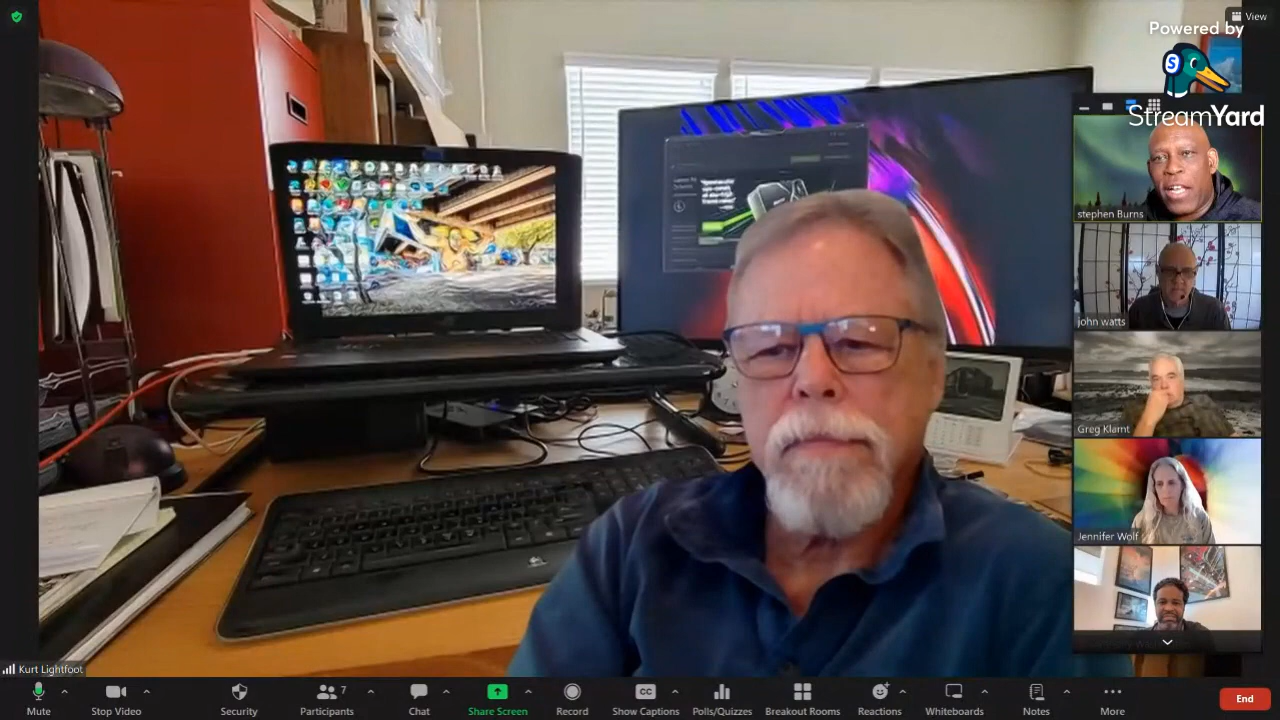 View
Powered by
StreamYard
stephen Burns
john watts
Greg Klamt
Jennifer Wolf
Kurt Lightfoot
7
Mute
Stop Video
Security
Participants
Chat
Share Screen
Record
Show Captions
Polls/Quizzes
Breakout Rooms
Reactions
Whiteboards
Notes
More
End